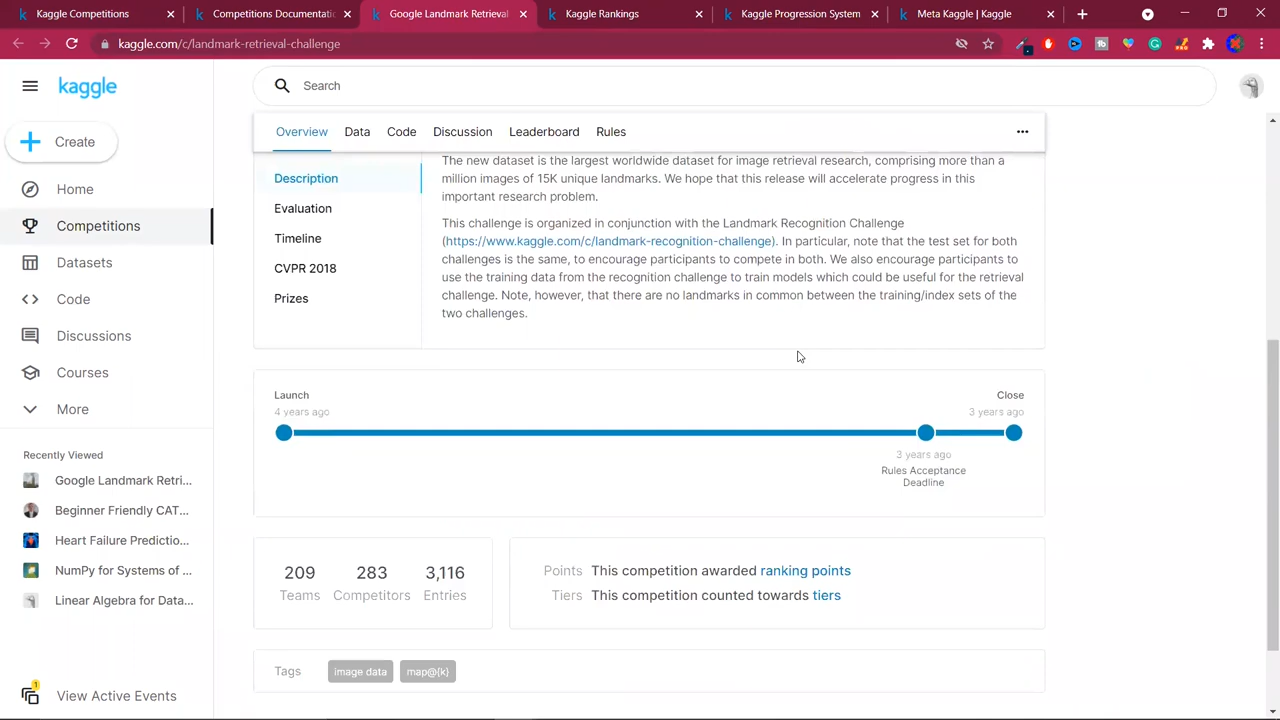 Kaggle Competitions
Competitions Documentatio
Google Landmark Retrieval
Kaggle Rankings
Kaggle Progression System
Meta Kaggle | Kaggle
kaggle.com/c/landmark-retrieval-challenge
kaggle
Search
Create
Home
Competitions
Datasets
Code
Discussions
Courses
More
Recently Viewed
Google Landmark Retri...
Beginner Friendly CAT...
Heart Failure Predictio...
NumPy for Systems of ...
Linear Algebra for Data...
1
View Active Events
Overview Data Code Discussion Leaderboard Rules
Description
Evaluation
Timeline
CVPR 2018
Prizes
The new dataset is the largest worldwide dataset for image retrieval research, comprising more than a
million images of 15K unique landmarks. We hope that this release will accelerate progress in this
important research problem.
This challenge is organized in conjunction with the Landmark Recognition Challenge
(https://www.kaggle.com/c/landmark-recognition-challenge). In particular, note that the test set for both
challenges is the same, to encourage participants to compete in both. We also encourage participants to
use the training data from the recognition challenge to train models which could be useful for the retrieval
challenge. Note, however, that there are no landmarks in common between the training/index sets of the
two challenges.
Launch
4 years ago
Close
3 years ago
3 years ago
Rules Acceptance
Deadline
209 283 3,116
Teams Competitors Entries
Points This competition awarded ranking points
Tiers This competition counted towards tiers
Tags image data map@{k}